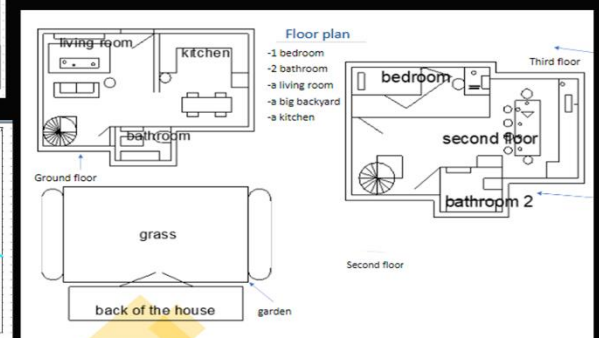 Floor plan
-1 bedroom
-2 bathroom
-a living room
-a big backyard
-a kitchen
living room
kitchen
bathroom
Ground floor
grass
back of the house
garden
Third floor
bedroom
second floor
bathroom 2
Second floor